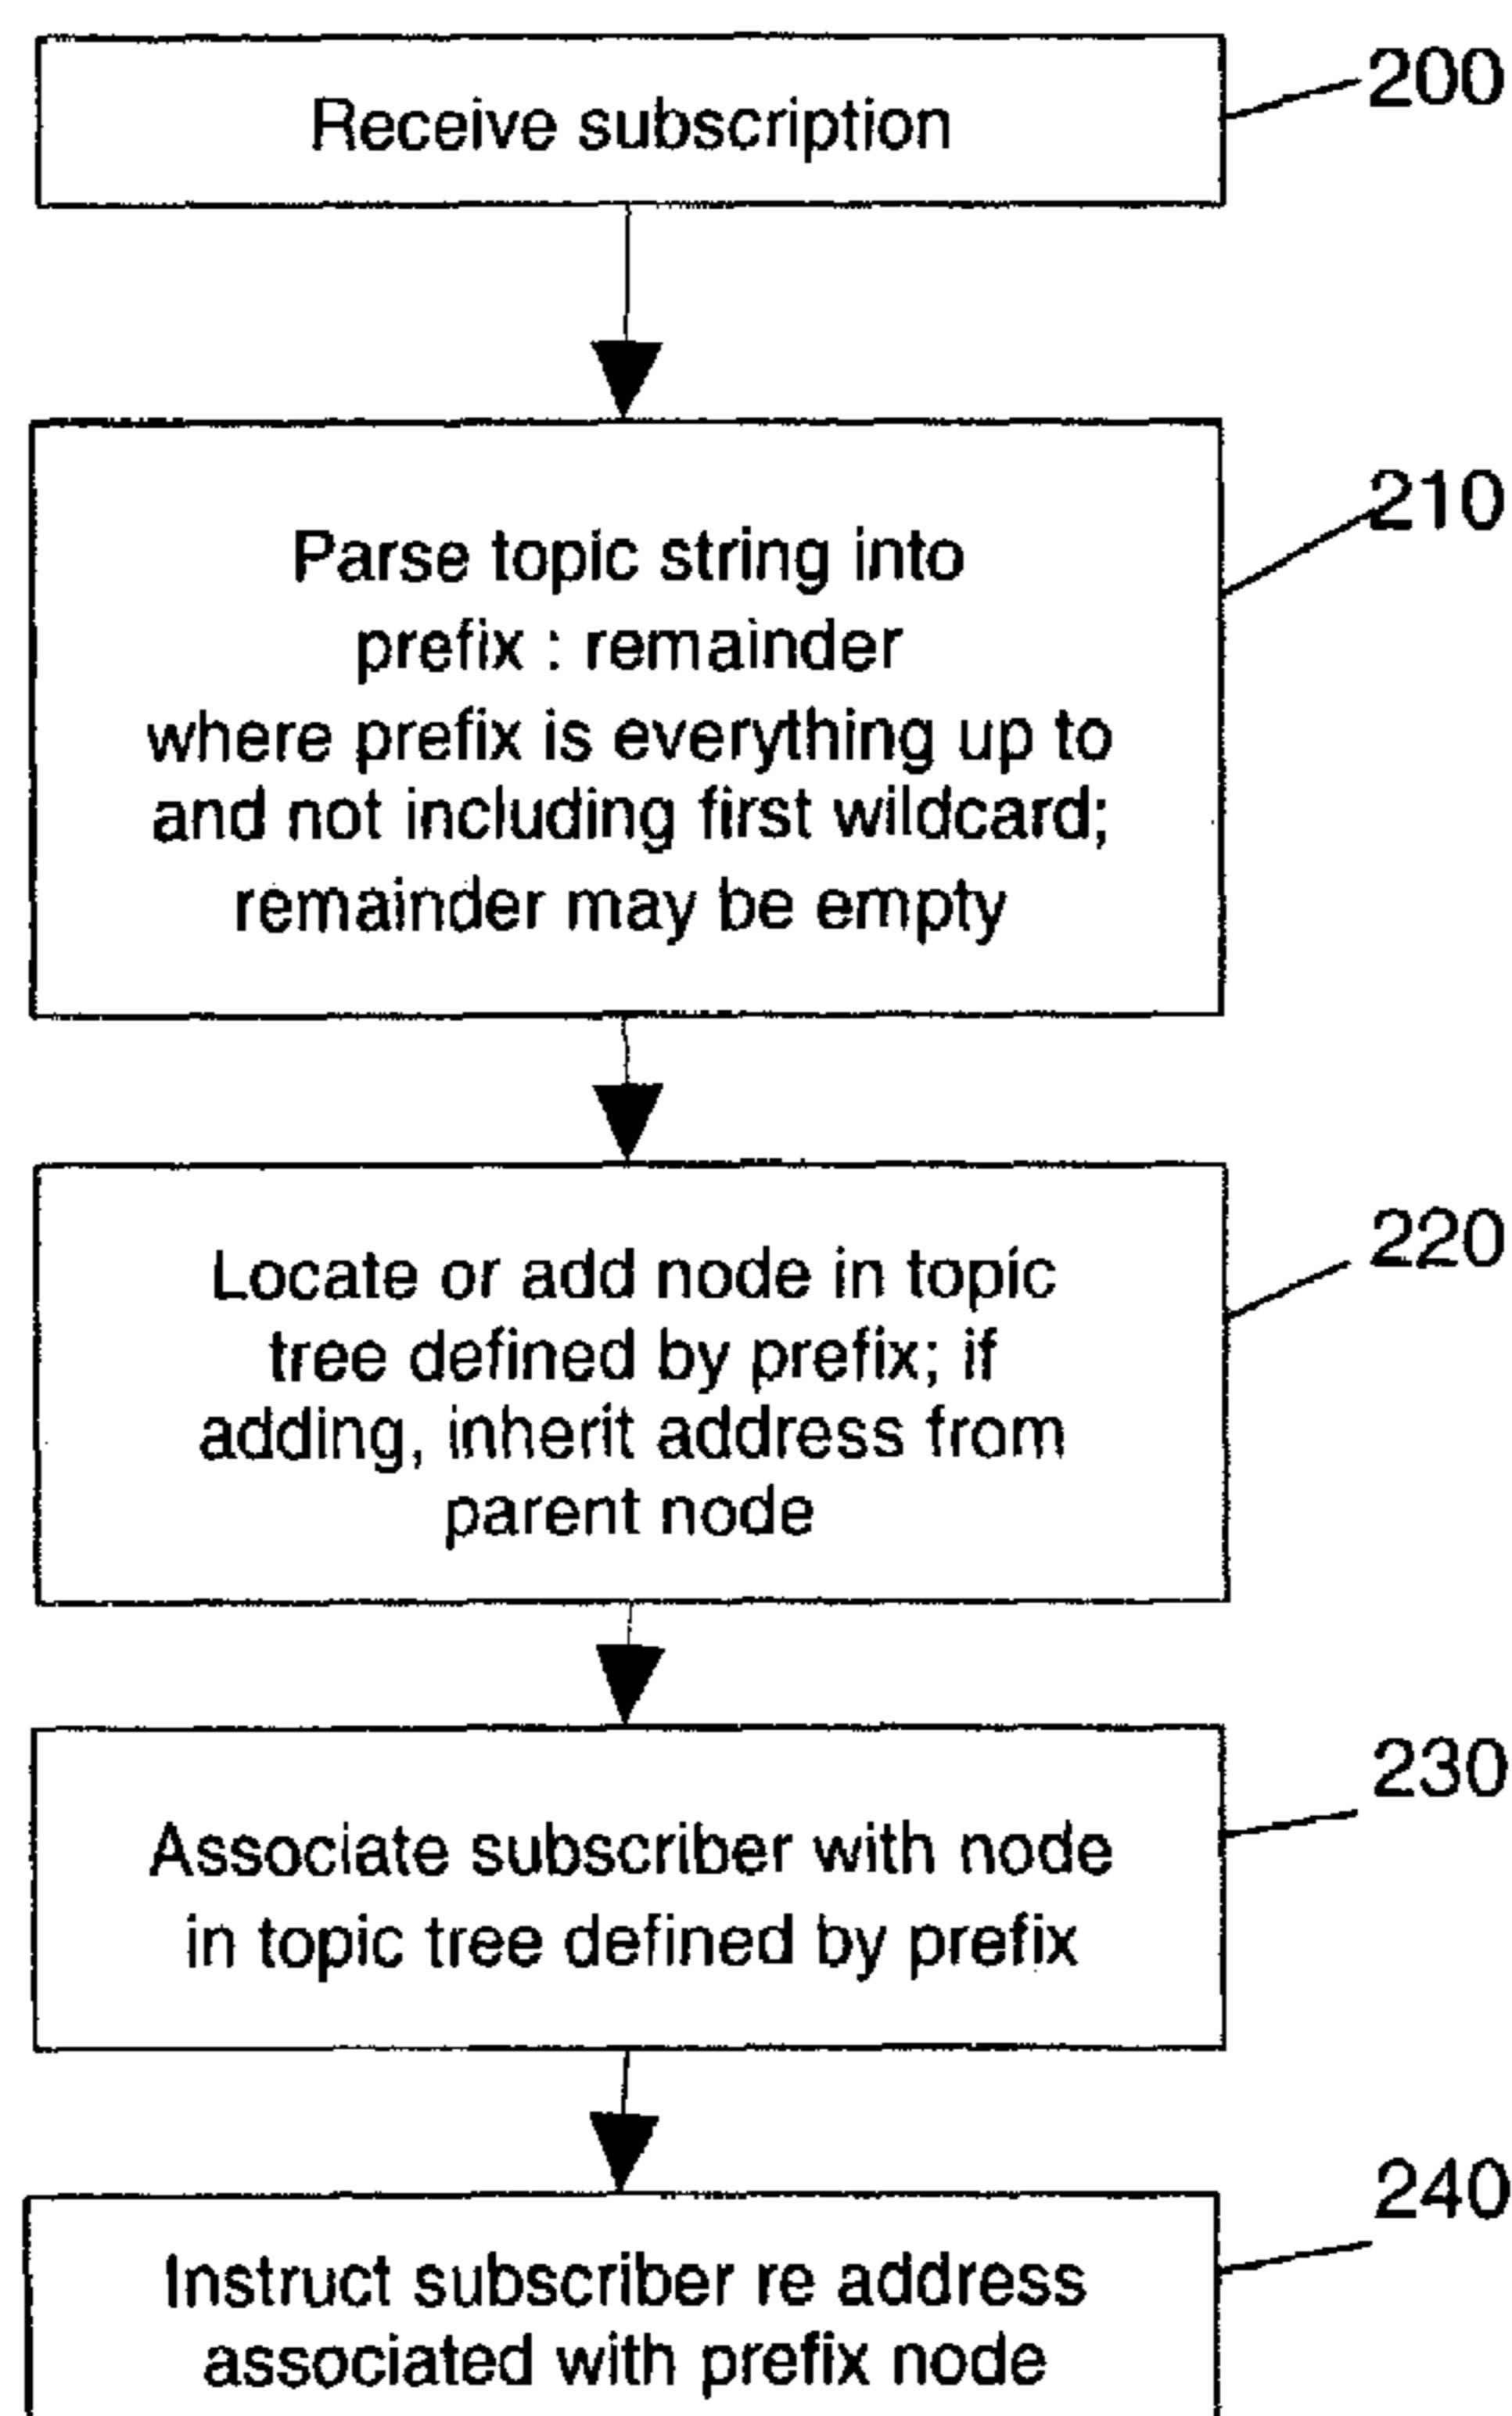 Receive subscription
200
Parse topic string into
prefix : remainder
where prefix is everything up to
and not including first wildcard;
remainder may be empty
210
Locate or add node in topic
tree defined by prefix; if
adding, inherit address from
parent node
220
Associate subscriber with node
in topic tree defined by prefix
230
Instruct subscriber re address
associated with prefix node
240